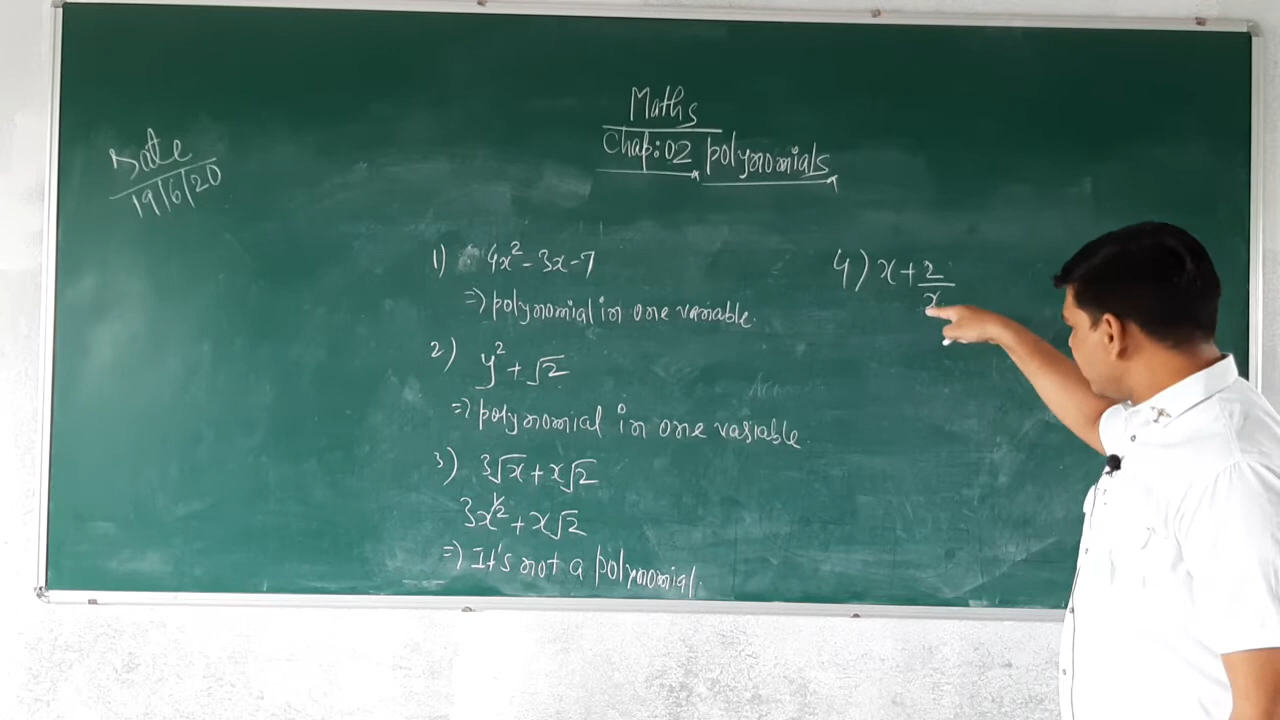 Maths
Chap:02 polynomials
Date
19/6/20
1) 4x² - 3x - 7
=> polynomial in one variable.
2) y² + √2
=> polynomial in one variable.
3) 3√x + x√2
3x^1/2 + x√2
=> It's not a polynomial.
4) x + 2/x